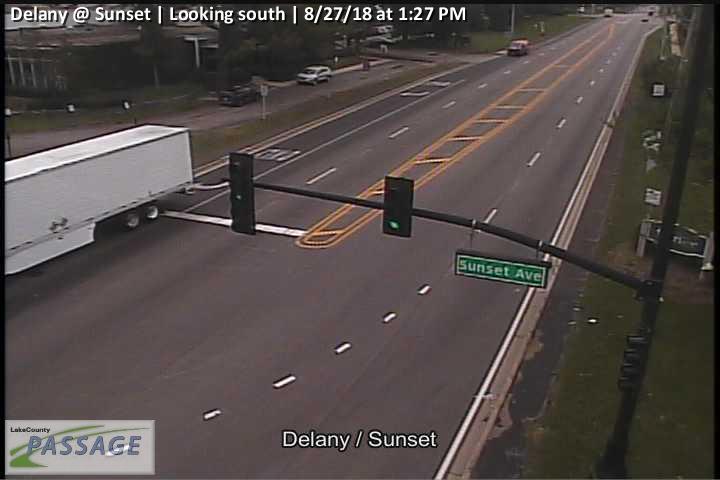 Delany @ Sunset | Looking south | 8/27/18 at 1:27 PM
Sunset Ave
Delany / Sunset
LakeCounty
PASSAGE